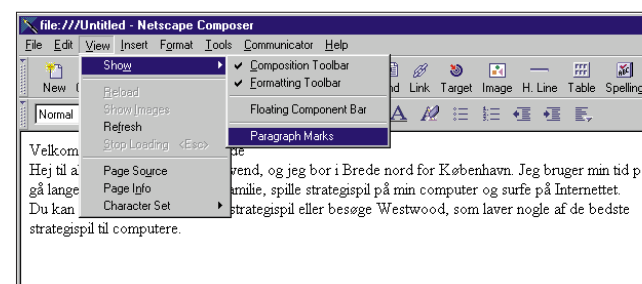 file:///Untitled - Netscape Composer
File Edit View Insert Format Tools Communicator Help
Show
Reload
Show Images
Refresh
Stop Loading <Esc>
Page Source
Page Info
Character Set
Composition Toolbar
Formatting Toolbar
Floating Component Bar
Paragraph Marks
New Link Target Image H. Line Table Spelling
Normal
Velkom
Hej til wend, og jeg bor i Brede nord for København. Jeg bruger min tid p
gå lange amilie, spille strategispil på min computer og surfe på Internettet.
Du kan strategispil eller besøge Westwood, som laver nogle af de bedste
strategispil til computere.